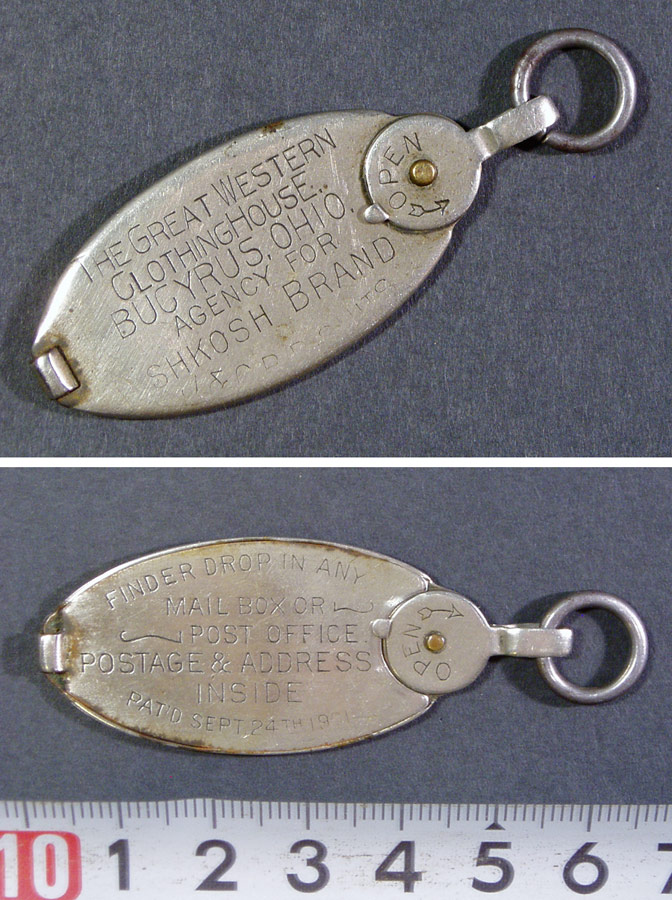 THE GREAT WESTERN
CLOTHING HOUSE.
BUCYRUS, OHIO.
AGENCY FOR
SHKOSH BRAND
OPEN
FINDER DROP IN ANY
MAIL BOX OR
POST OFFICE.
POSTAGE & ADDRESS
INSIDE
PAT'D SEPT. 24TH
OPEN
10 1 2 3 4 5 6 7